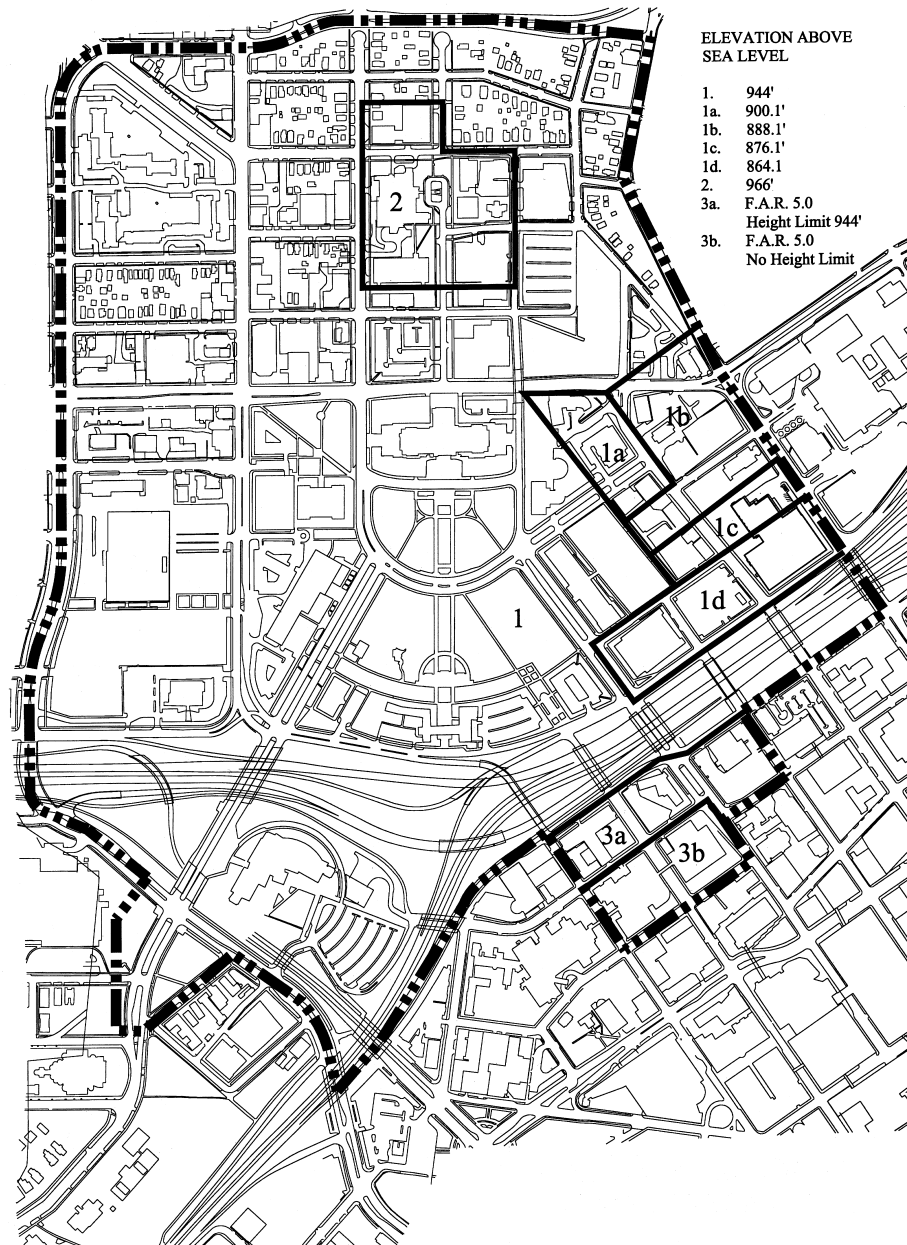 ELEVATION ABOVE
SEA LEVEL
1. 944'
1a. 900.1'
1b. 888.1'
1c. 876.1'
1d. 864.1
2. 966'
3a. F.A.R. 5.0
Height Limit 944'
3b. F.A.R. 5.0
No Height Limit
2
1b
1a
1c
1d
1
3a
3b